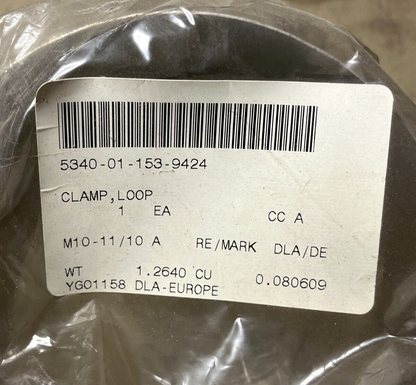 5340-01-153-9424
CLAMP,LOOP
1 EA CC A
M10-11/10 A RE/MARK DLA/DE
WT 1.2640 CU 0.080609
YG01158 DLA-EUROPE